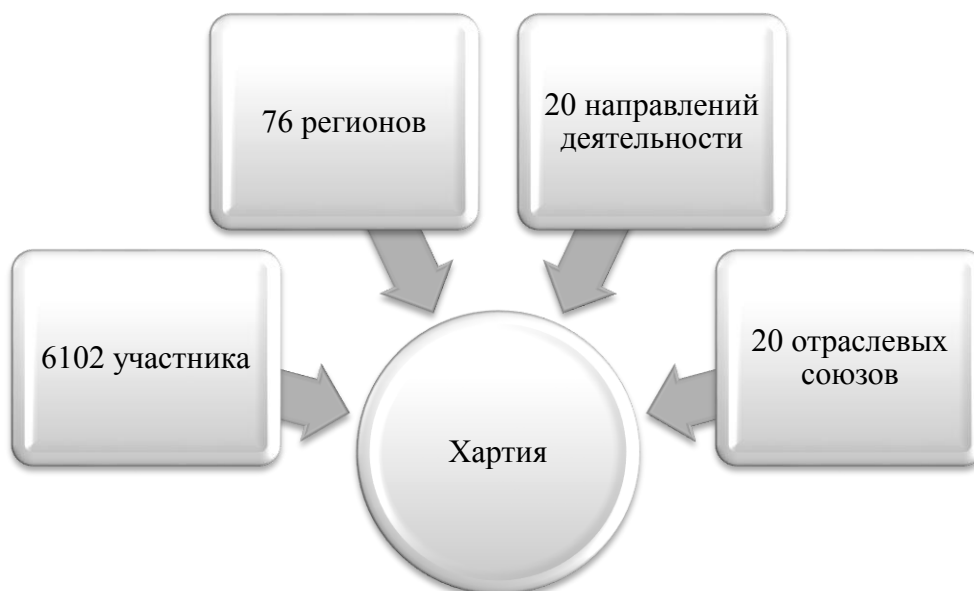 76 регионов
20 направлений
деятельности
6102 участника
20 отраслевых
союзов
Хартия